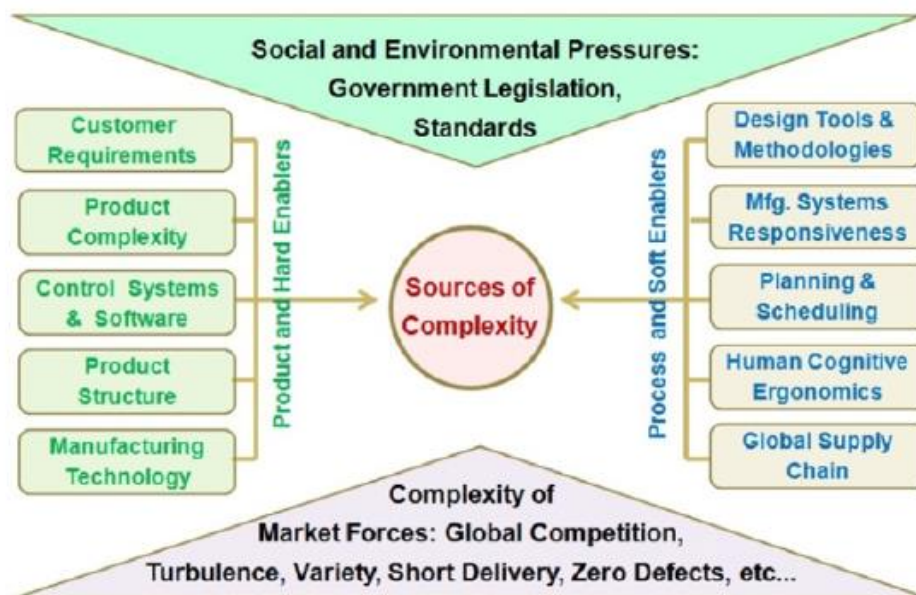 Social and Environmental Pressures:
Government Legislation,
Standards
Customer
Requirements
Product
Complexity
Control Systems
& Software
Product
Structure
Manufacturing
Technology
Product and Hard Enablers
Sources of
Complexity
Process and Soft Enablers
Design Tools &
Methodologies
Mfg. Systems
Responsiveness
Planning &
Scheduling
Human Cognitive
Ergonomics
Global Supply
Chain
Complexity of
Market Forces: Global Competition,
Turbulence, Variety, Short Delivery, Zero Defects, etc...